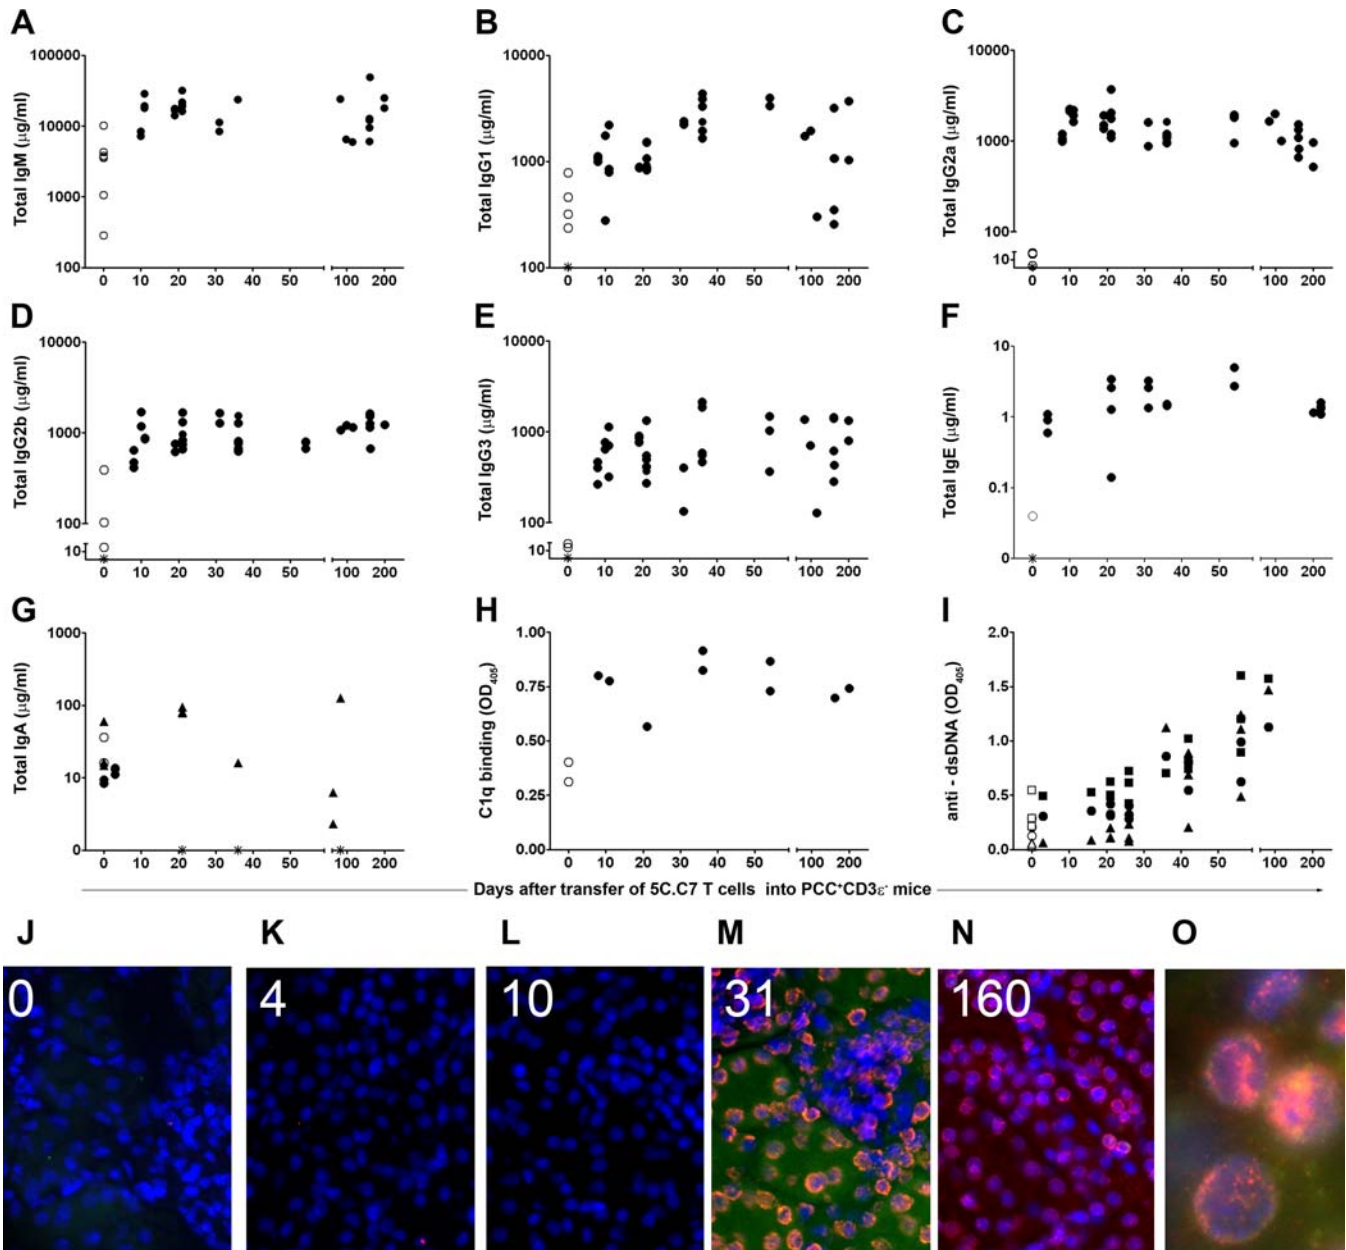 A
B
C
Total IgM (μg/ml)
100000
10000
1000
100
0 10 20 30 40 50 100 200
Total IgG1 (μg/ml)
10000
1000
100
0 10 20 30 40 50 100 200
Total IgG2a (μg/ml)
10000
1000
100
10
0 10 20 30 40 50 100 200
D
E
F
Total IgG2b (μg/ml)
10000
1000
100
10
0 10 20 30 40 50 100 200
Total IgG3 (μg/ml)
10000
1000
100
10
0 10 20 30 40 50 100 200
Total IgE (μg/ml)
10
1
0.1
0
0 10 20 30 40 50 100 200
G
H
I
Total IgA (μg/ml)
1000
100
10
0
0 10 20 30 40 50 100 200
C1q binding (OD405)
1.00
0.75
0.50
0.25
0.00
0 10 20 30 40 50 100 200
anti - dsDNA (OD405)
2.0
1.5
1.0
0.5
0.0
0 10 20 30 40 50 100 200
Days after transfer of 5C.C7 T cells into PCC+CD3ε- mice
J
K
L
M
N
O
0
4
10
31
160